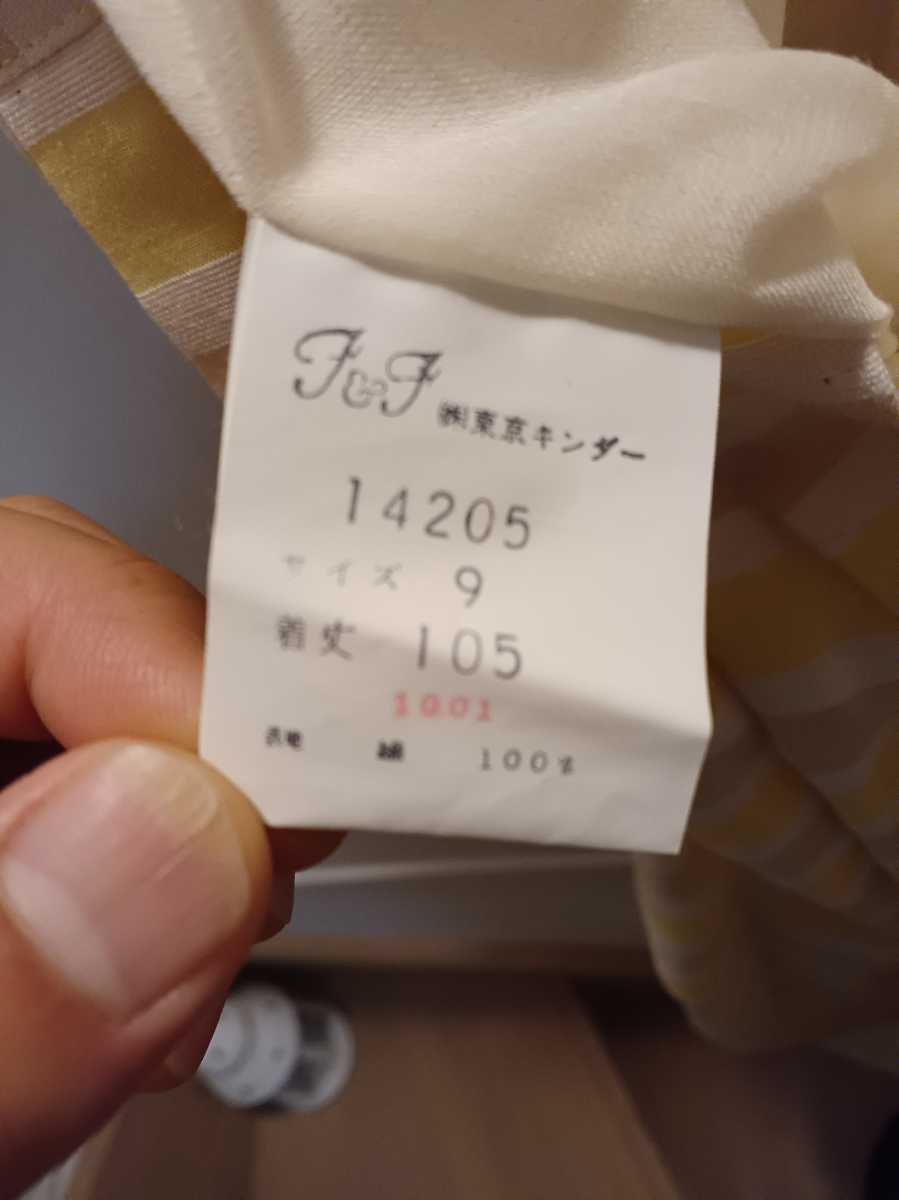 F&F ㈱東京キンダー
14205
サイズ 9
着丈 105
1001
表地 綿 100%